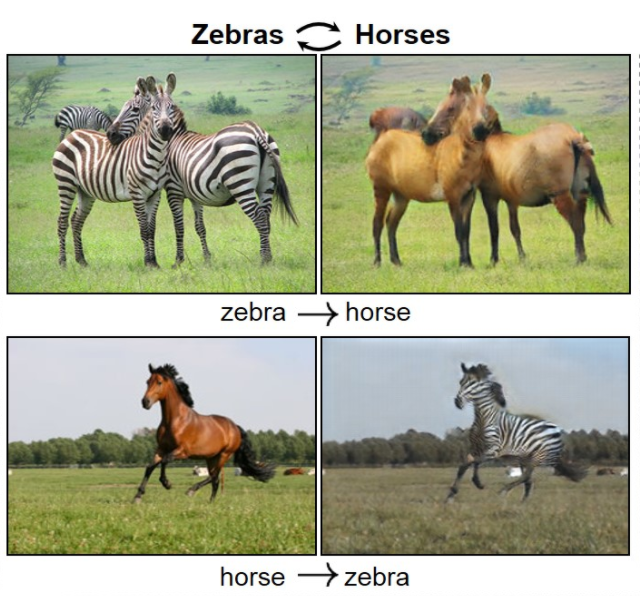 Zebras ⇄ Horses
zebra → horse
horse → zebra